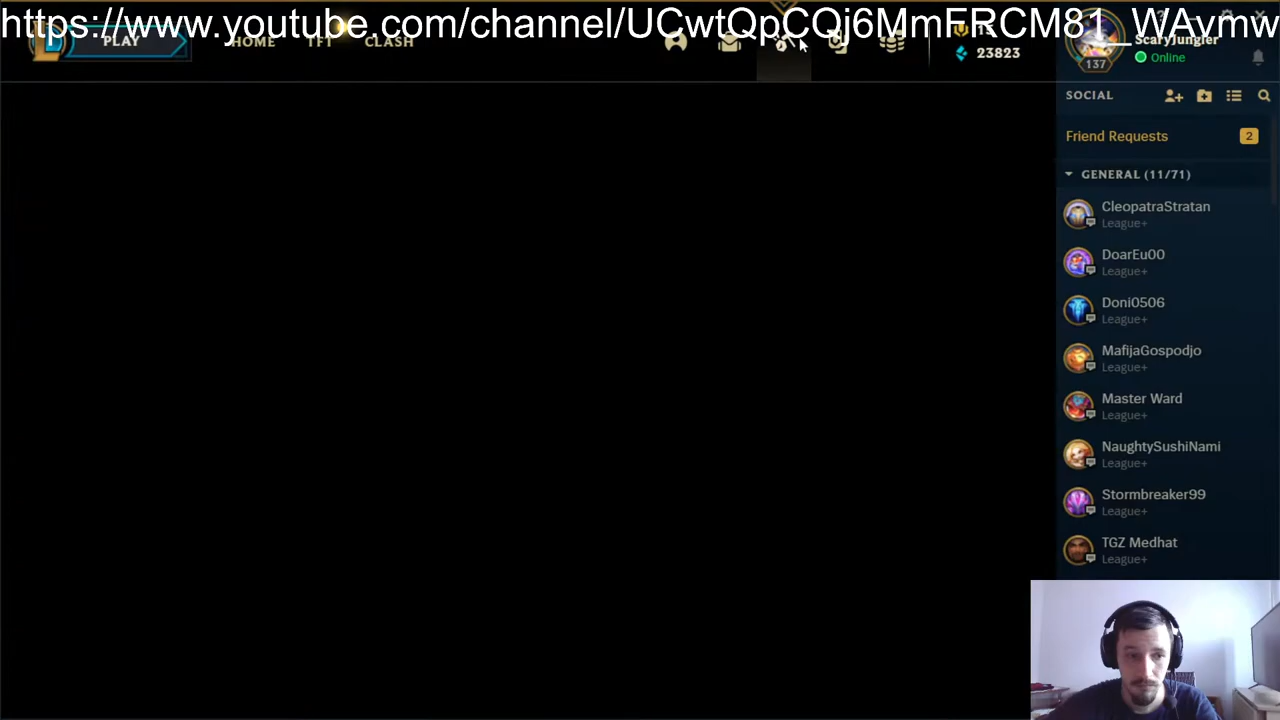 https://www.youtube.com/channel/UCwtQpCQj6MmFRCM81__WAvmw
PLAY
HOME
TFT
CLASH
15
23823
ScaryJungler
137
Online
SOCIAL
Friend Requests
2
GENERAL (11/71)
CleopatraStratan
League+
DoarEu00
League+
Doni0506
League+
MafijaGospodjo
League+
Master Ward
League+
NaughtySushiNami
League+
Stormbreaker99
League+
TGZ Medhat
League+